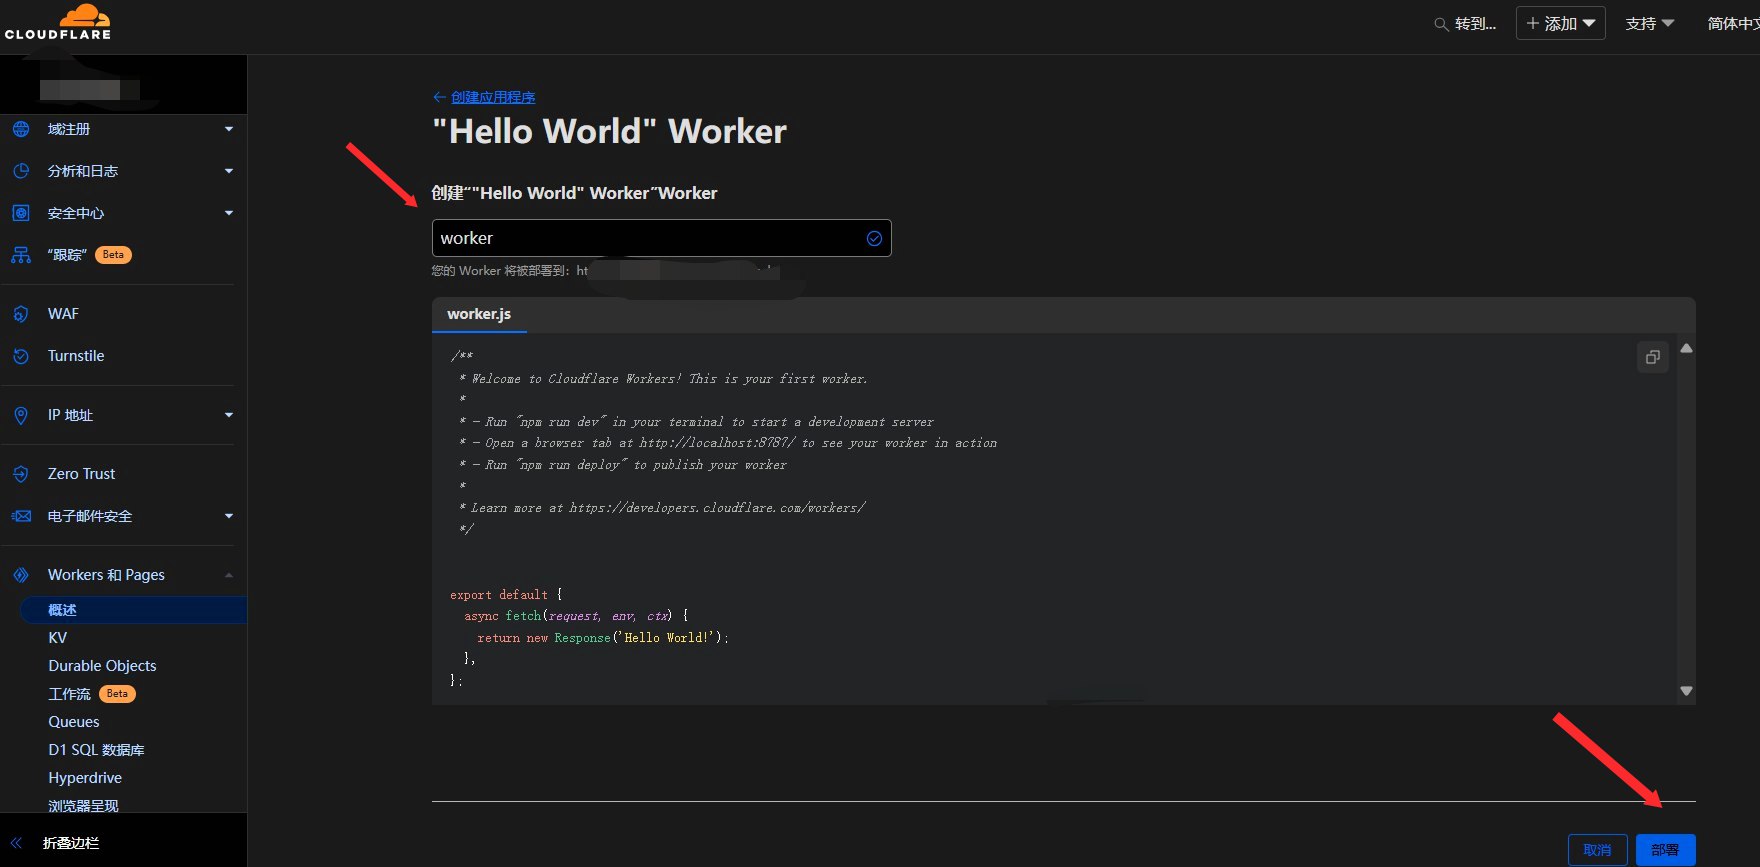 CLOUDFLARE
转到...
添加
支持
简体中文
域注册
分析和日志
安全中心
“跟踪” Beta
WAF
Turnstile
IP 地址
Zero Trust
电子邮件安全
Workers 和 Pages
概述
KV
Durable Objects
工作流 Beta
Queues
D1 SQL 数据库
Hyperdrive
浏览器呈现
折叠边栏
创建应用程序
"Hello World" Worker
创建“"Hello World" Worker”Worker
worker
您的 Worker 将被部署到： ht
worker.js
/**
* Welcome to Cloudflare Workers! This is your first worker.
*
* - Run "npm run dev" in your terminal to start a development server
* - Open a browser tab at http://localhost:8787/ to see your worker in action
* - Run "npm run deploy" to publish your worker
*
* Learn more at https://developers.cloudflare.com/workers/
*/
export default {
async fetch(request, env, ctx) {
return new Response('Hello World!');
},
};
取消
部署